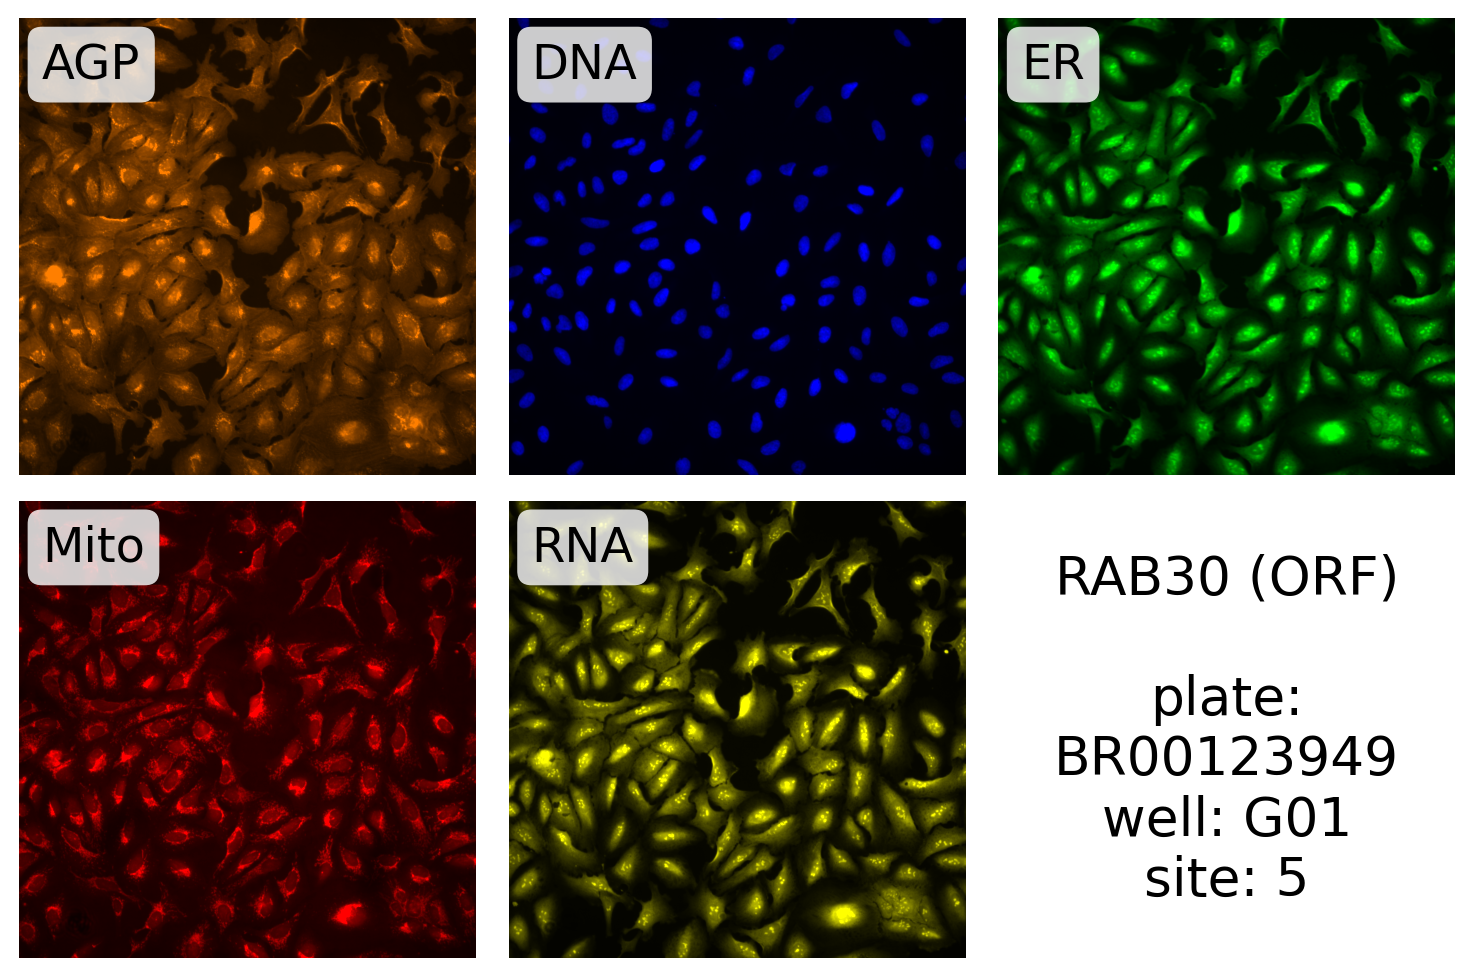 AGP
DNA
ER
Mito
RNA
RAB30 (ORF)
plate:
BR00123949
well: G01
site: 5